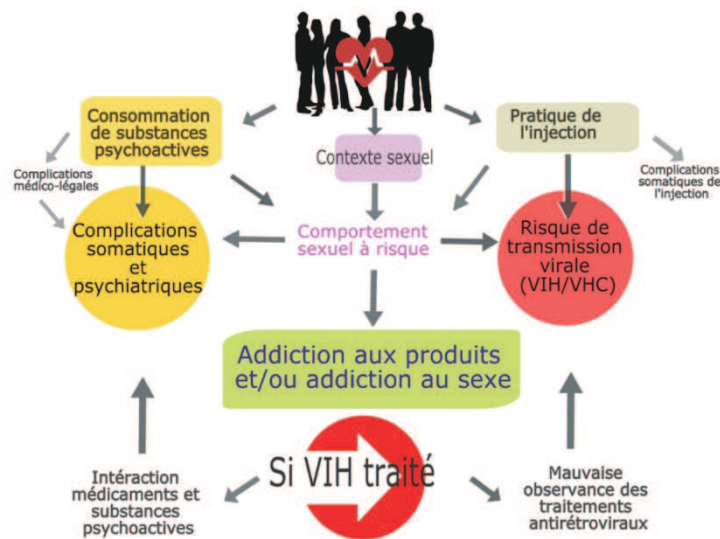 Consommation
de substances
psychoactives
Pratique de
l'injection
Contexte sexuel
Complications
médico-légales
Complications
somatiques de
l'injection
Complications
somatiques
et
psychiatriques
Comportement
sexuel à risque
Risque de
transmission
virale
(VIH/VHC)
Addiction aux produits
et/ou addiction au sexe
Si VIH traité
Intéraction
médicaments et
substances
psychoactives
Mauvaise
observance des
traitements
antirétroviraux